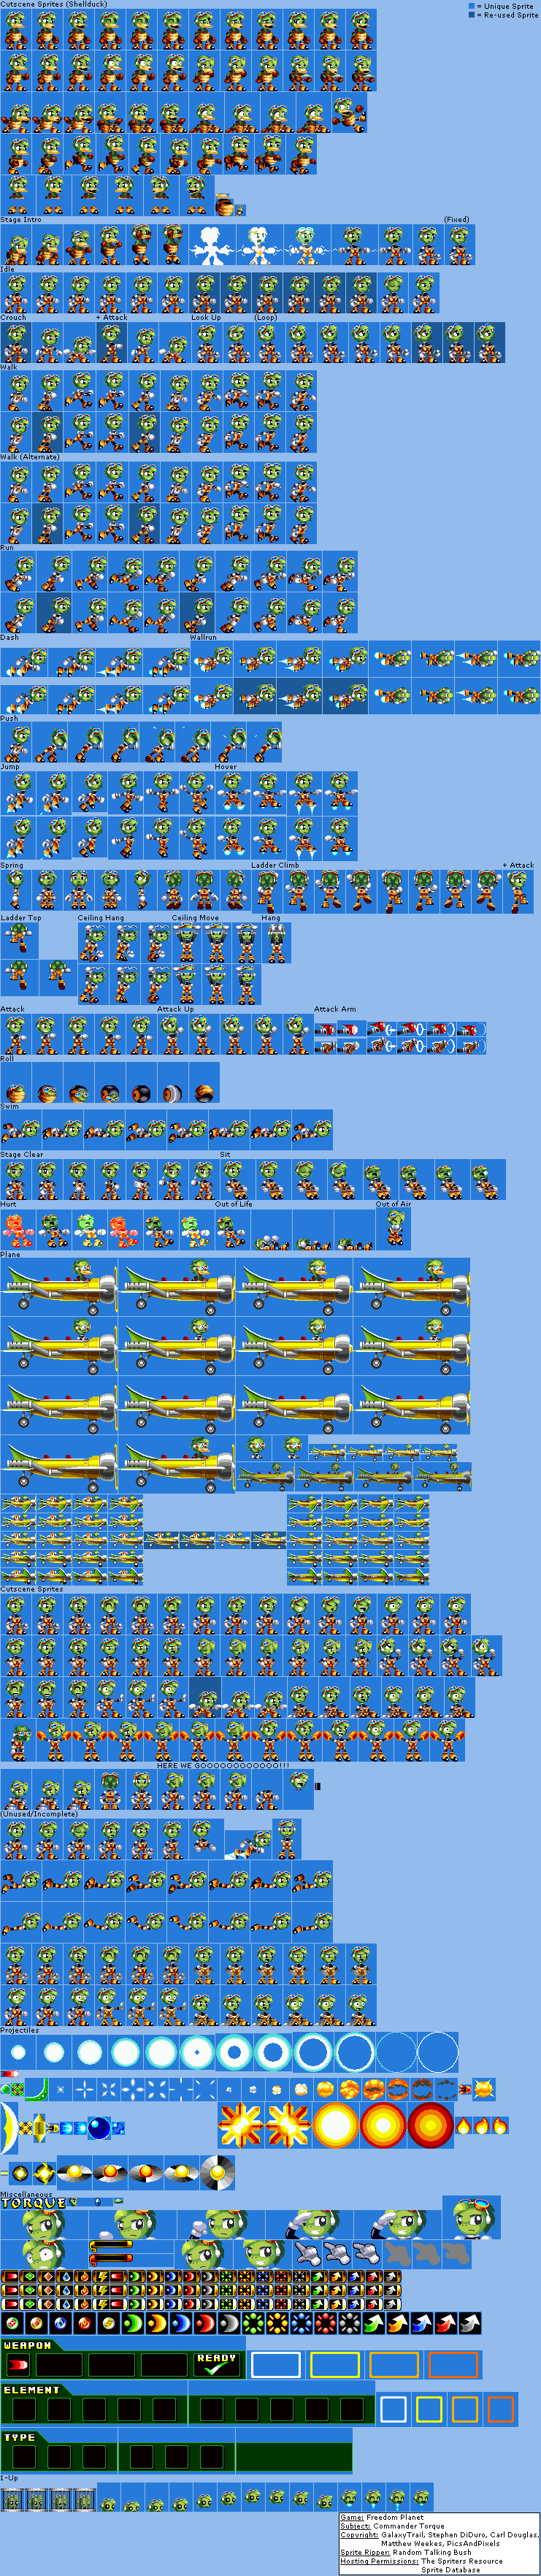 Cutscene Sprites (Shellduck)
= Unique Sprite
= Re-used Sprite
Stage Intro
(Fixed)
Idle
Crouch
+ Attack
Look Up
(Loop)
Walk
Walk (Alternate)
Run
Dash
Wallrun
Push
Jump
Hover
Spring
Ladder Climb
+ Attack
Ladder Top
Ceiling Hang
Ceiling Move
Hang
Attack
Attack Up
Attack Arm
Roll
Swim
Stage Clear
Sit
Hurt
Out of Life
Out of Air
Plane
Cutscene Sprites
HERE WE GOOOOOOOOOOOO!!!
(Unused/Incomplete)
Projectiles
Miscellaneous
TORQUE
WEAPON
READY
ELEMENT
TYPE
1-Up
Game: Freedom Planet
Subject: Commander Torque
Copyright: GalaxyTrail, Stephen DiDuro, Carl Douglas,
Matthew Weekes, PicsAndPixels
Sprite Ripper: Random Talking Bush
Hosting Permissions: The Spriters Resource
Sprite Database